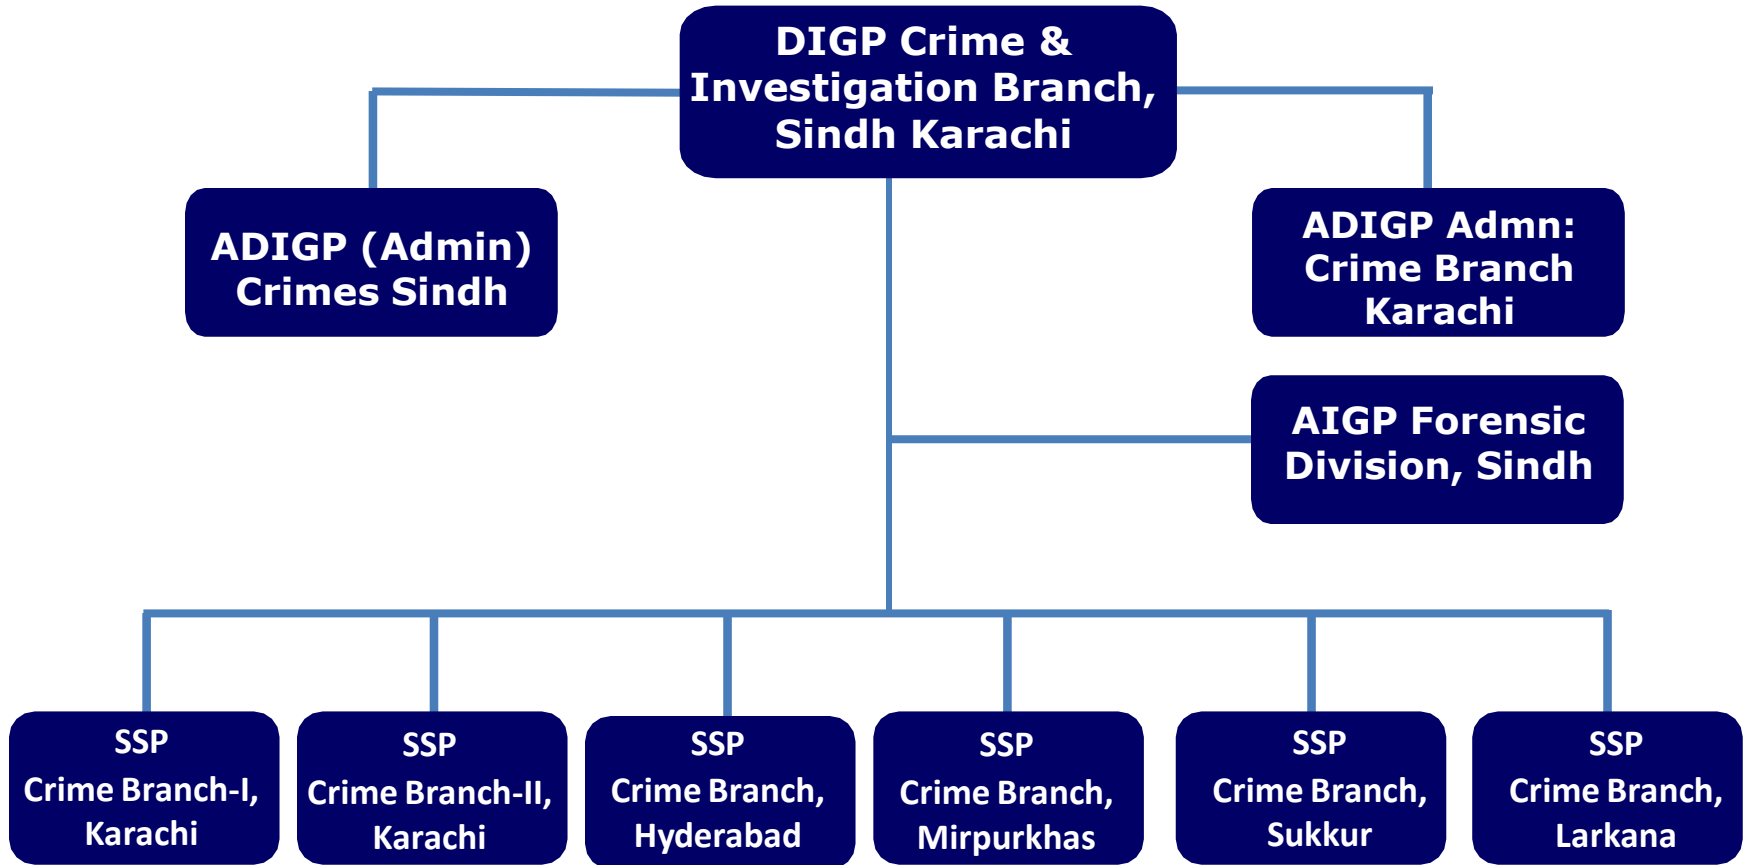 DIGP Crime &
Investigation Branch,
Sindh Karachi
ADIGP (Admin)
Crimes Sindh
ADIGP Admn:
Crime Branch
Karachi
AIGP Forensic
Division, Sindh
SSP
Crime Branch-I,
Karachi
SSP
Crime Branch-II,
Karachi
SSP
Crime Branch,
Hyderabad
SSP
Crime Branch,
Mirpurkhas
SSP
Crime Branch,
Sukkur
SSP
Crime Branch,
Larkana